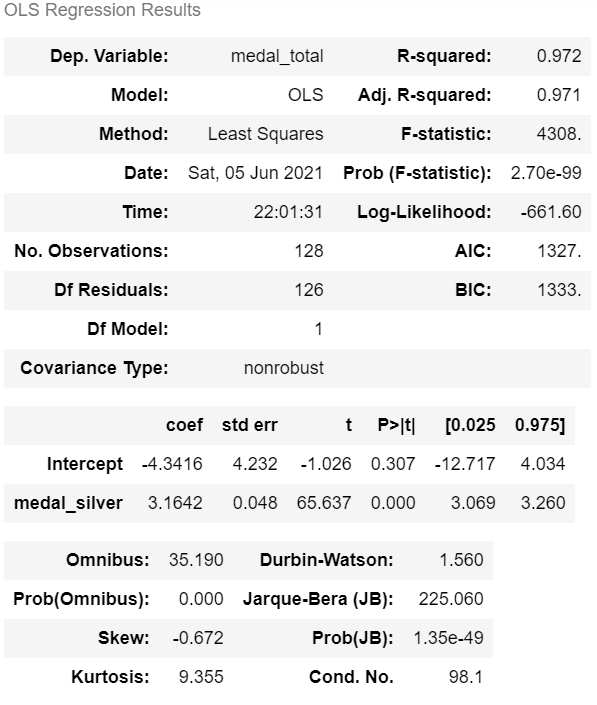 OLS Regression Results
Dep. Variable: medal_total R-squared: 0.972
Model: OLS Adj. R-squared: 0.971
Method: Least Squares F-statistic: 4308.
Date: Sat, 05 Jun 2021 Prob (F-statistic): 2.70e-99
Time: 22:01:31 Log-Likelihood: -661.60
No. Observations: 128 AIC: 1327.
Df Residuals: 126 BIC: 1333.
Df Model: 1
Covariance Type: nonrobust
coef std err t P>|t| [0.025 0.975]
Intercept -4.3416 4.232 -1.026 0.307 -12.717 4.034
medal_silver 3.1642 0.048 65.637 0.000 3.069 3.260
Omnibus: 35.190 Durbin-Watson: 1.560
Prob(Omnibus): 0.000 Jarque-Bera (JB): 225.060
Skew: -0.672 Prob(JB): 1.35e-49
Kurtosis: 9.355 Cond. No. 98.1